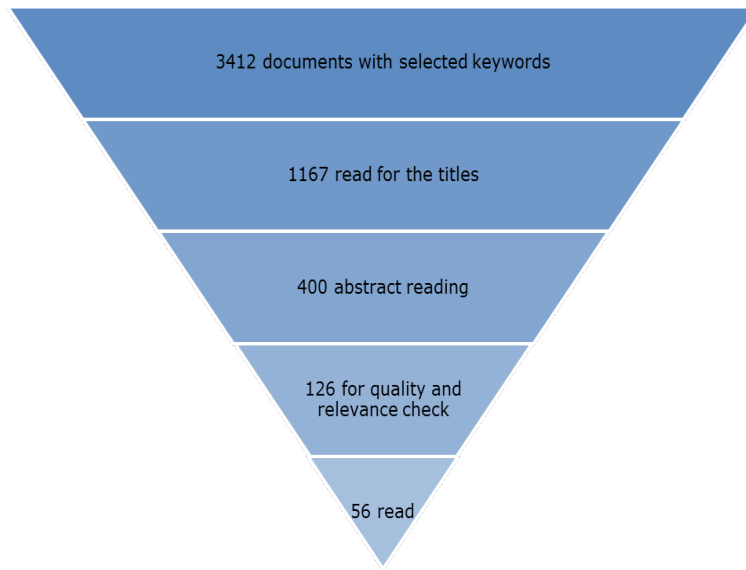 3412 documents with selected keywords
1167 read for the titles
400 abstract reading
126 for quality and
relevance check
56 read